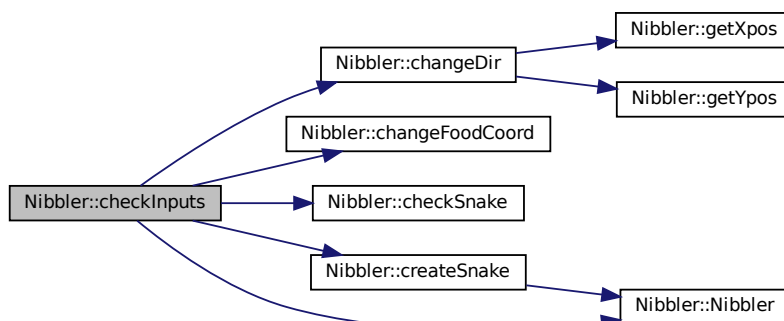 Nibbler::getXpos
Nibbler::changeDir
Nibbler::getYpos
Nibbler::changeFoodCoord
Nibbler::checkInputs
Nibbler::checkSnake
Nibbler::createSnake
Nibbler::Nibbler